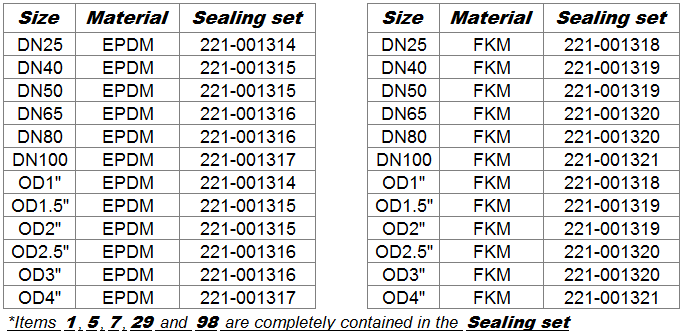 Size Material Sealing set Size Material Sealing set
DN25 EPDM 221-001314 DN25 FKM 221-001318
DN40 EPDM 221-001315 DN40 FKM 221-001319
DN50 EPDM 221-001315 DN50 FKM 221-001319
DN65 EPDM 221-001316 DN65 FKM 221-001320
DN80 EPDM 221-001316 DN80 FKM 221-001320
DN100 EPDM 221-001317 DN100 FKM 221-001321
OD1" EPDM 221-001314 OD1" FKM 221-001318
OD1.5" EPDM 221-001315 OD1.5" FKM 221-001319
OD2" EPDM 221-001315 OD2" FKM 221-001319
OD2.5" EPDM 221-001316 OD2.5" FKM 221-001320
OD3" EPDM 221-001316 OD3" FKM 221-001320
OD4" EPDM 221-001317 OD4" FKM 221-001321
*Items 1, 5, 7, 29 and 98 are completely contained in the Sealing set